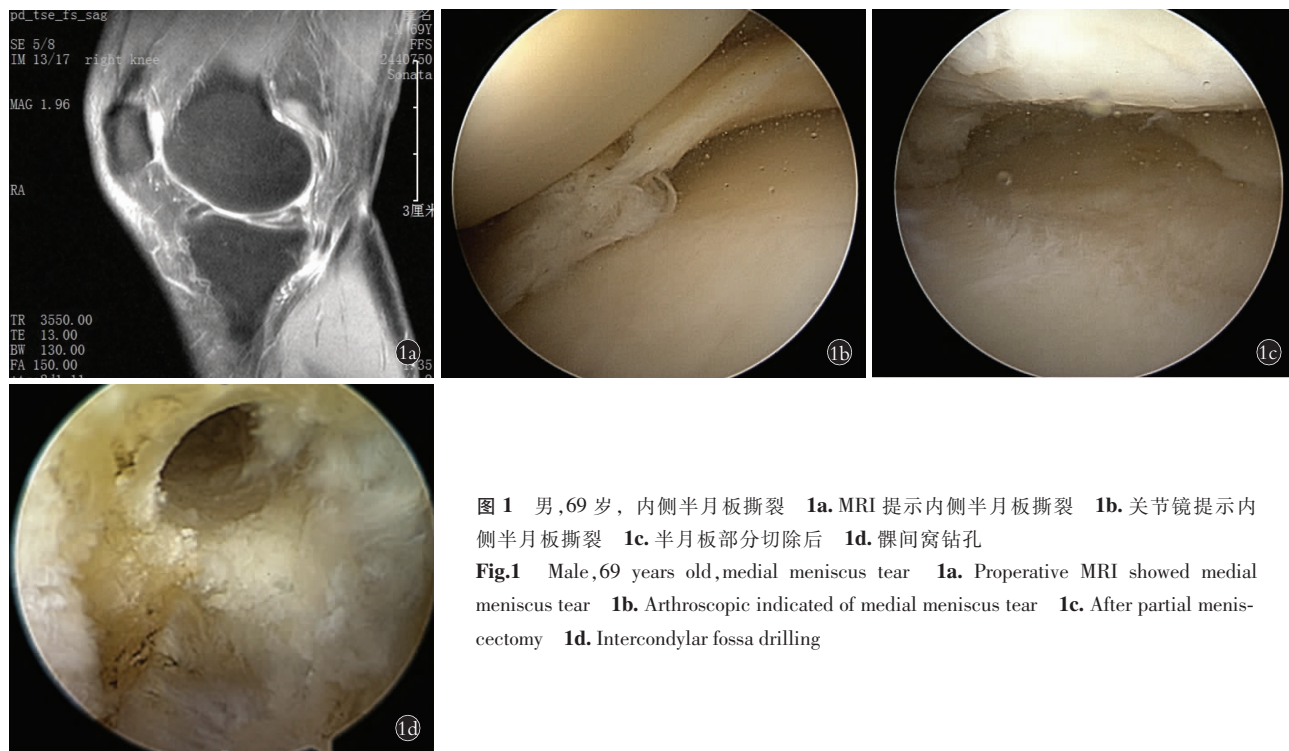 pd_tse_fs_sag
SE 5/8
IM 13/17 right knee
MAG 1.96
RA
TR 3550.00
TE 13.00
BW 130.00
FA 150.00
69Y
FFS
2440750
Sonata
3厘米
1a
1b
1c
1d
图 1 男,69 岁, 内侧半月板撕裂 1a. MRI 提示内侧半月板撕裂 1b. 关节镜提示内
侧半月板撕裂 1c. 半月板部分切除后 1d. 髁间窝钻孔
Fig.1 Male,69 years old,medial meniscus tear 1a. Properative MRI showed medial
meniscus tear 1b. Arthroscopic indicated of medial meniscus tear 1c. After partial menis-
cectomy 1d. Intercondylar fossa drilling